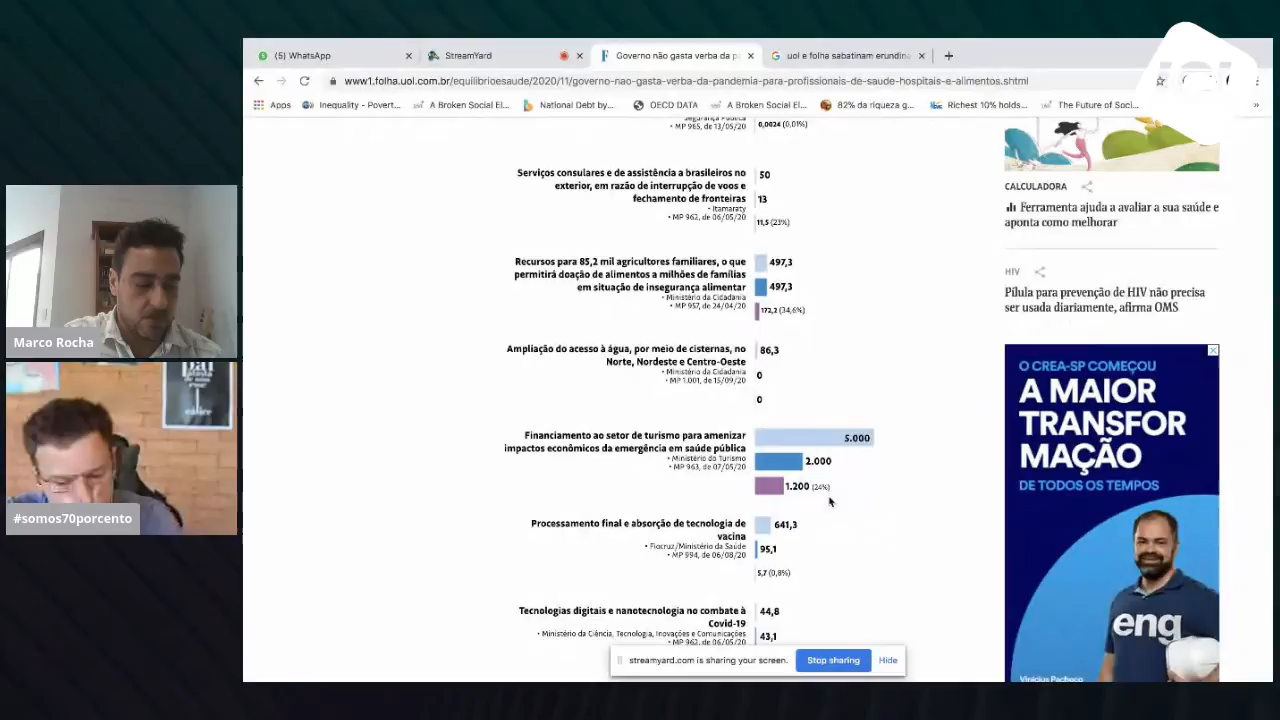 (5) WhatsApp
StreamYard
Governo não gasta verba da pa
uol e folha sabatinam erundina
www1.folha.uol.com.br/equilibrioesaude/2020/11/governo-nao-gasta-verba-da-pandemia-para-profissionais-de-saude-hospitais-e-alimentos.shtml
Apps
Inequality - Povert...
A Broken Social El...
National Debt by...
OECD DATA
A Broken Social El...
82% da riqueza g...
Richest 10% holds...
The Future of Soci...
»
Segurança Pública
• MP 965, de 13/05/20
0,0024 (0,01%)
Serviços consulares e de assistência a brasileiros no
exterior, em razão de interrupção de voos e
fechamento de fronteiras
• Itamaraty
• MP 962, de 06/05/20
50
13
11,5 (23%)
Recursos para 85,2 mil agricultores familiares, o que
permitirá doação de alimentos a milhões de famílias
em situação de insegurança alimentar
• Ministério da Cidadania
• MP 957, de 24/04/20
497,3
497,3
172,2 (34,6%)
Ampliação do acesso à água, por meio de cisternas, no
Norte, Nordeste e Centro-Oeste
• Ministério da Cidadania
• MP 1.001, de 15/09/20
86,3
0
0
Financiamento ao setor de turismo para amenizar
impactos econômicos da emergência em saúde pública
• Ministério do Turismo
• MP 963, de 07/05/20
5.000
2.000
1.200 (24%)
Processamento final e absorção de tecnologia de
vacina
• Fiocruz/Ministério da Saúde
• MP 994, de 06/08/20
641,3
95,1
5,7 (0,8%)
Tecnologias digitais e nanotecnologia no combate à
Covid-19
• Ministério da Ciência, Tecnologia, Inovações e Comunicações
• MP 962, de 06/05/20
44,8
43,1
streamyard.com is sharing your screen.
Stop sharing
Hide
CALCULADORA
Ferramenta ajuda a avaliar a sua saúde e
aponta como melhorar
HIV
Pílula para prevenção de HIV não precisa
ser usada diariamente, afirma OMS
O CREA-SP COMEÇOU
A MAIOR
TRANSFOR
MAÇÃO
DE TODOS OS TEMPOS
eng
Vinicius Pacheco
Marco Rocha
pai
cálice
#somos70porcento